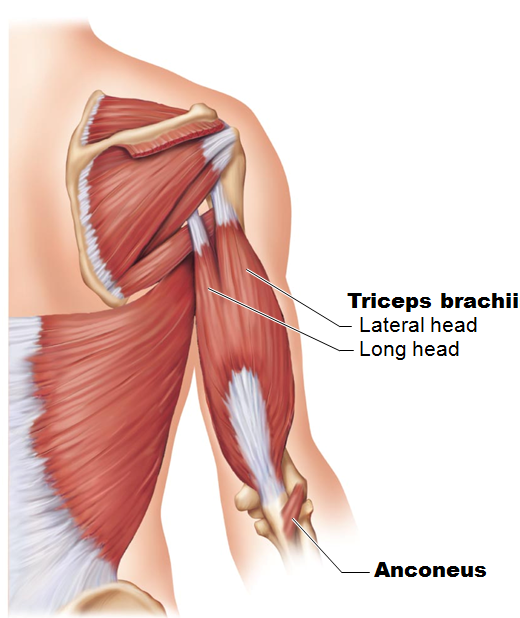 Triceps brachii
Lateral head
Long head
Anconeus